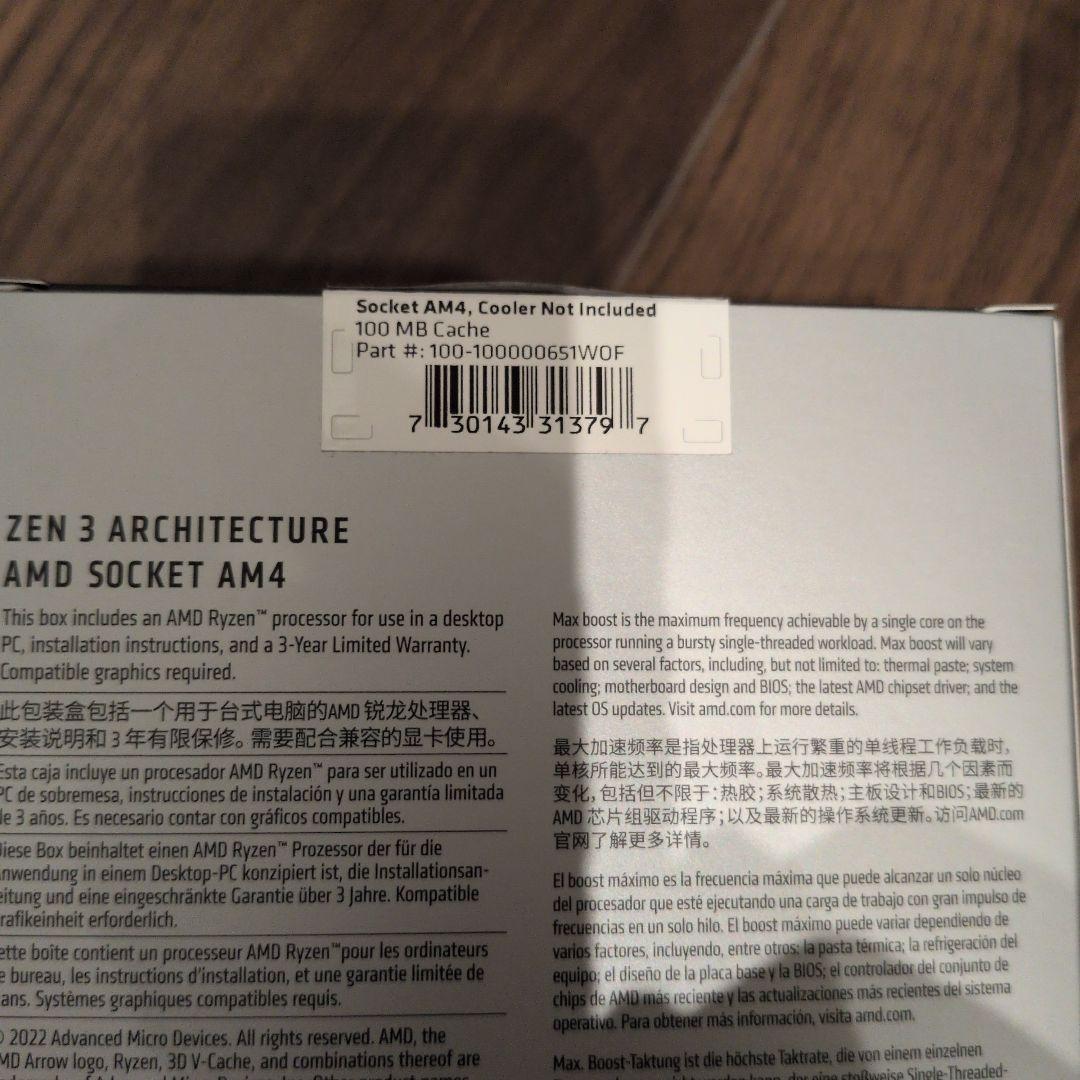 Socket AM4, Cooler Not Included
100 MB Cache
Part #: 100-100000651WOF
7 30143 31379 7
ZEN 3 ARCHITECTURE
AMD SOCKET AM4
This box includes an AMD Ryzen™ processor for use in a desktop
PC, installation instructions, and a 3-Year Limited Warranty.
Compatible graphics required.
此包装盒包括一个用于台式电脑的AMD 锐龙处理器、
安装说明和 3 年有限保修。需要配合兼容的显卡使用。
Esta caja incluye un procesador AMD Ryzen™ para ser utilizado en un
PC de sobremesa, instrucciones de instalación y una garantía limitada
de 3 años. Es necesario contar con gráficos compatibles.
Diese Box beinhaltet einen AMD Ryzen™ Prozessor der für die
Anwendung in einem Desktop-PC konzipiert ist, die Installationsan-
eitung und eine eingeschränkte Garantie über 3 Jahre. Kompatible
rafikeinheit erforderlich.
ette boîte contient un processeur AMD Ryzen™pour les ordinateurs
e bureau, les instructions d'installation, et une garantie limitée de
ans. Systèmes graphiques compatibles requis.
© 2022 Advanced Micro Devices. All rights reserved. AMD, the
MD Arrow logo, Ryzen, 3D V-Cache, and combinations thereof are
Max boost is the maximum frequency achievable by a single core on the
processor running a bursty single-threaded workload. Max boost will vary
based on several factors, including, but not limited to: thermal paste; system
cooling; motherboard design and BIOS; the latest AMD chipset driver; and the
latest OS updates. Visit amd.com for more details.
最大加速频率是指处理器上运行繁重的单线程工作负载时,
单核所能达到的最大频率。最大加速频率将根据几个因素而
变化,包括但不限于:热胶;系统散热;主板设计和BIOS;最新的
AMD 芯片组驱动程序;以及最新的操作系统更新。访问AMD.com
官网了解更多详情。
El boost máximo es la frecuencia máxima que puede alcanzar un solo núcleo
del procesador que esté ejecutando una carga de trabajo con gran impulso de
frecuencias en un solo hilo. El boost máximo puede variar dependiendo de
varios factores, incluyendo, entre otros: la pasta térmica; la refrigeración del
equipo; el diseño de la placa base y la BIOS; el controlador del conjunto de
chips de AMD más reciente y las actualizaciones más recientes del sistema
operativo. Para obtener más información, visita amd.com.
Max. Boost-Taktung ist die höchste Taktrate, die von einem einzelnen